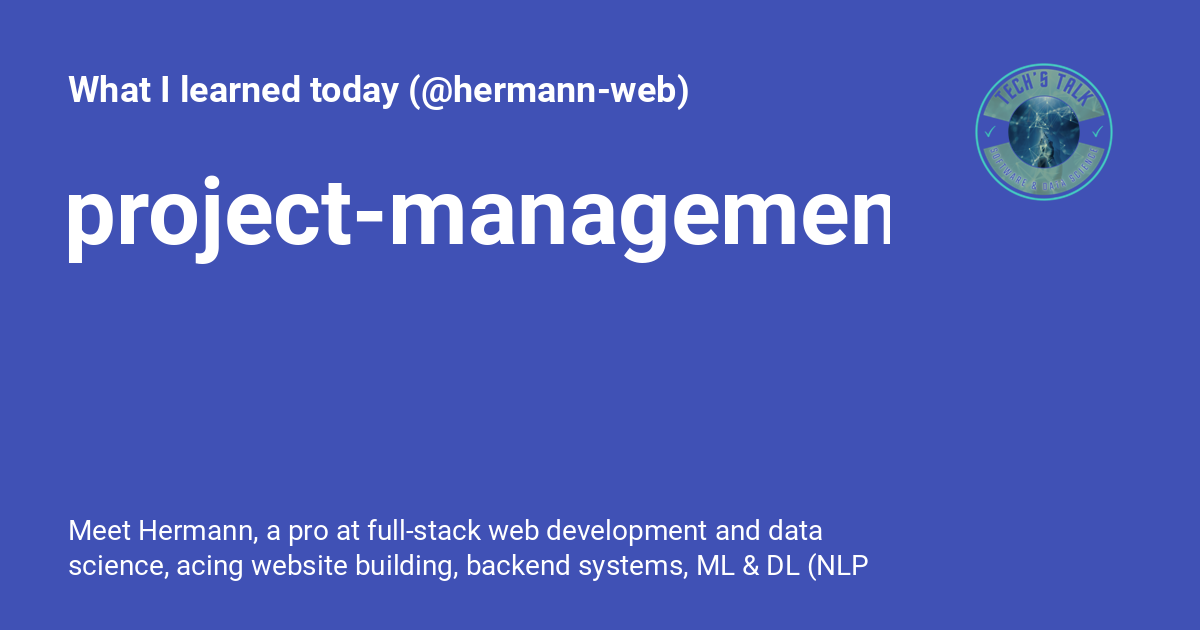 What I learned today (@hermann-web)
TECH'S TALK
project-managemen
SOFTWARE & DATA SCIENCE
Meet Hermann, a pro at full-stack web development and data
science, acing website building, backend systems, ML & DL (NLP